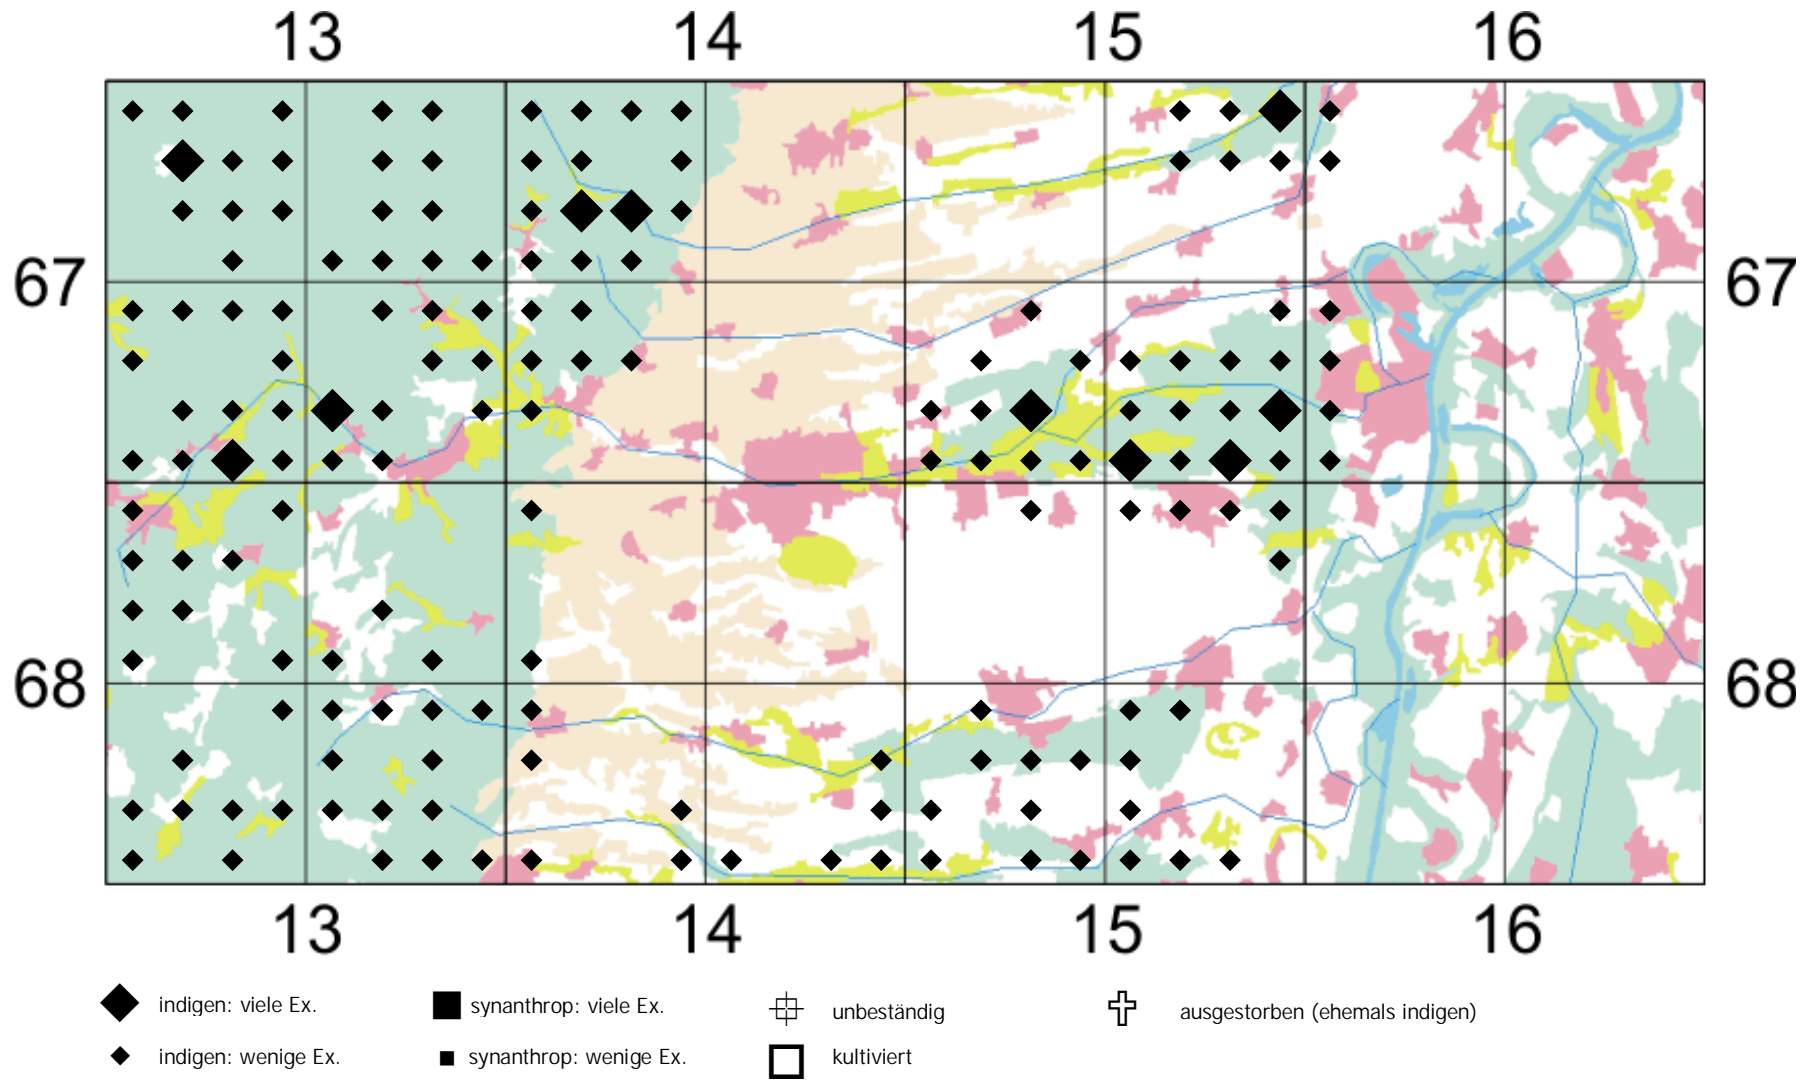 13 14 15 16
67 67
68 68
13 14 15 16
indigen: viele Ex. synanthrop: viele Ex. unbeständig ausgestorben (ehemals indigen)
indigen: wenige Ex. synanthrop: wenige Ex. kultiviert